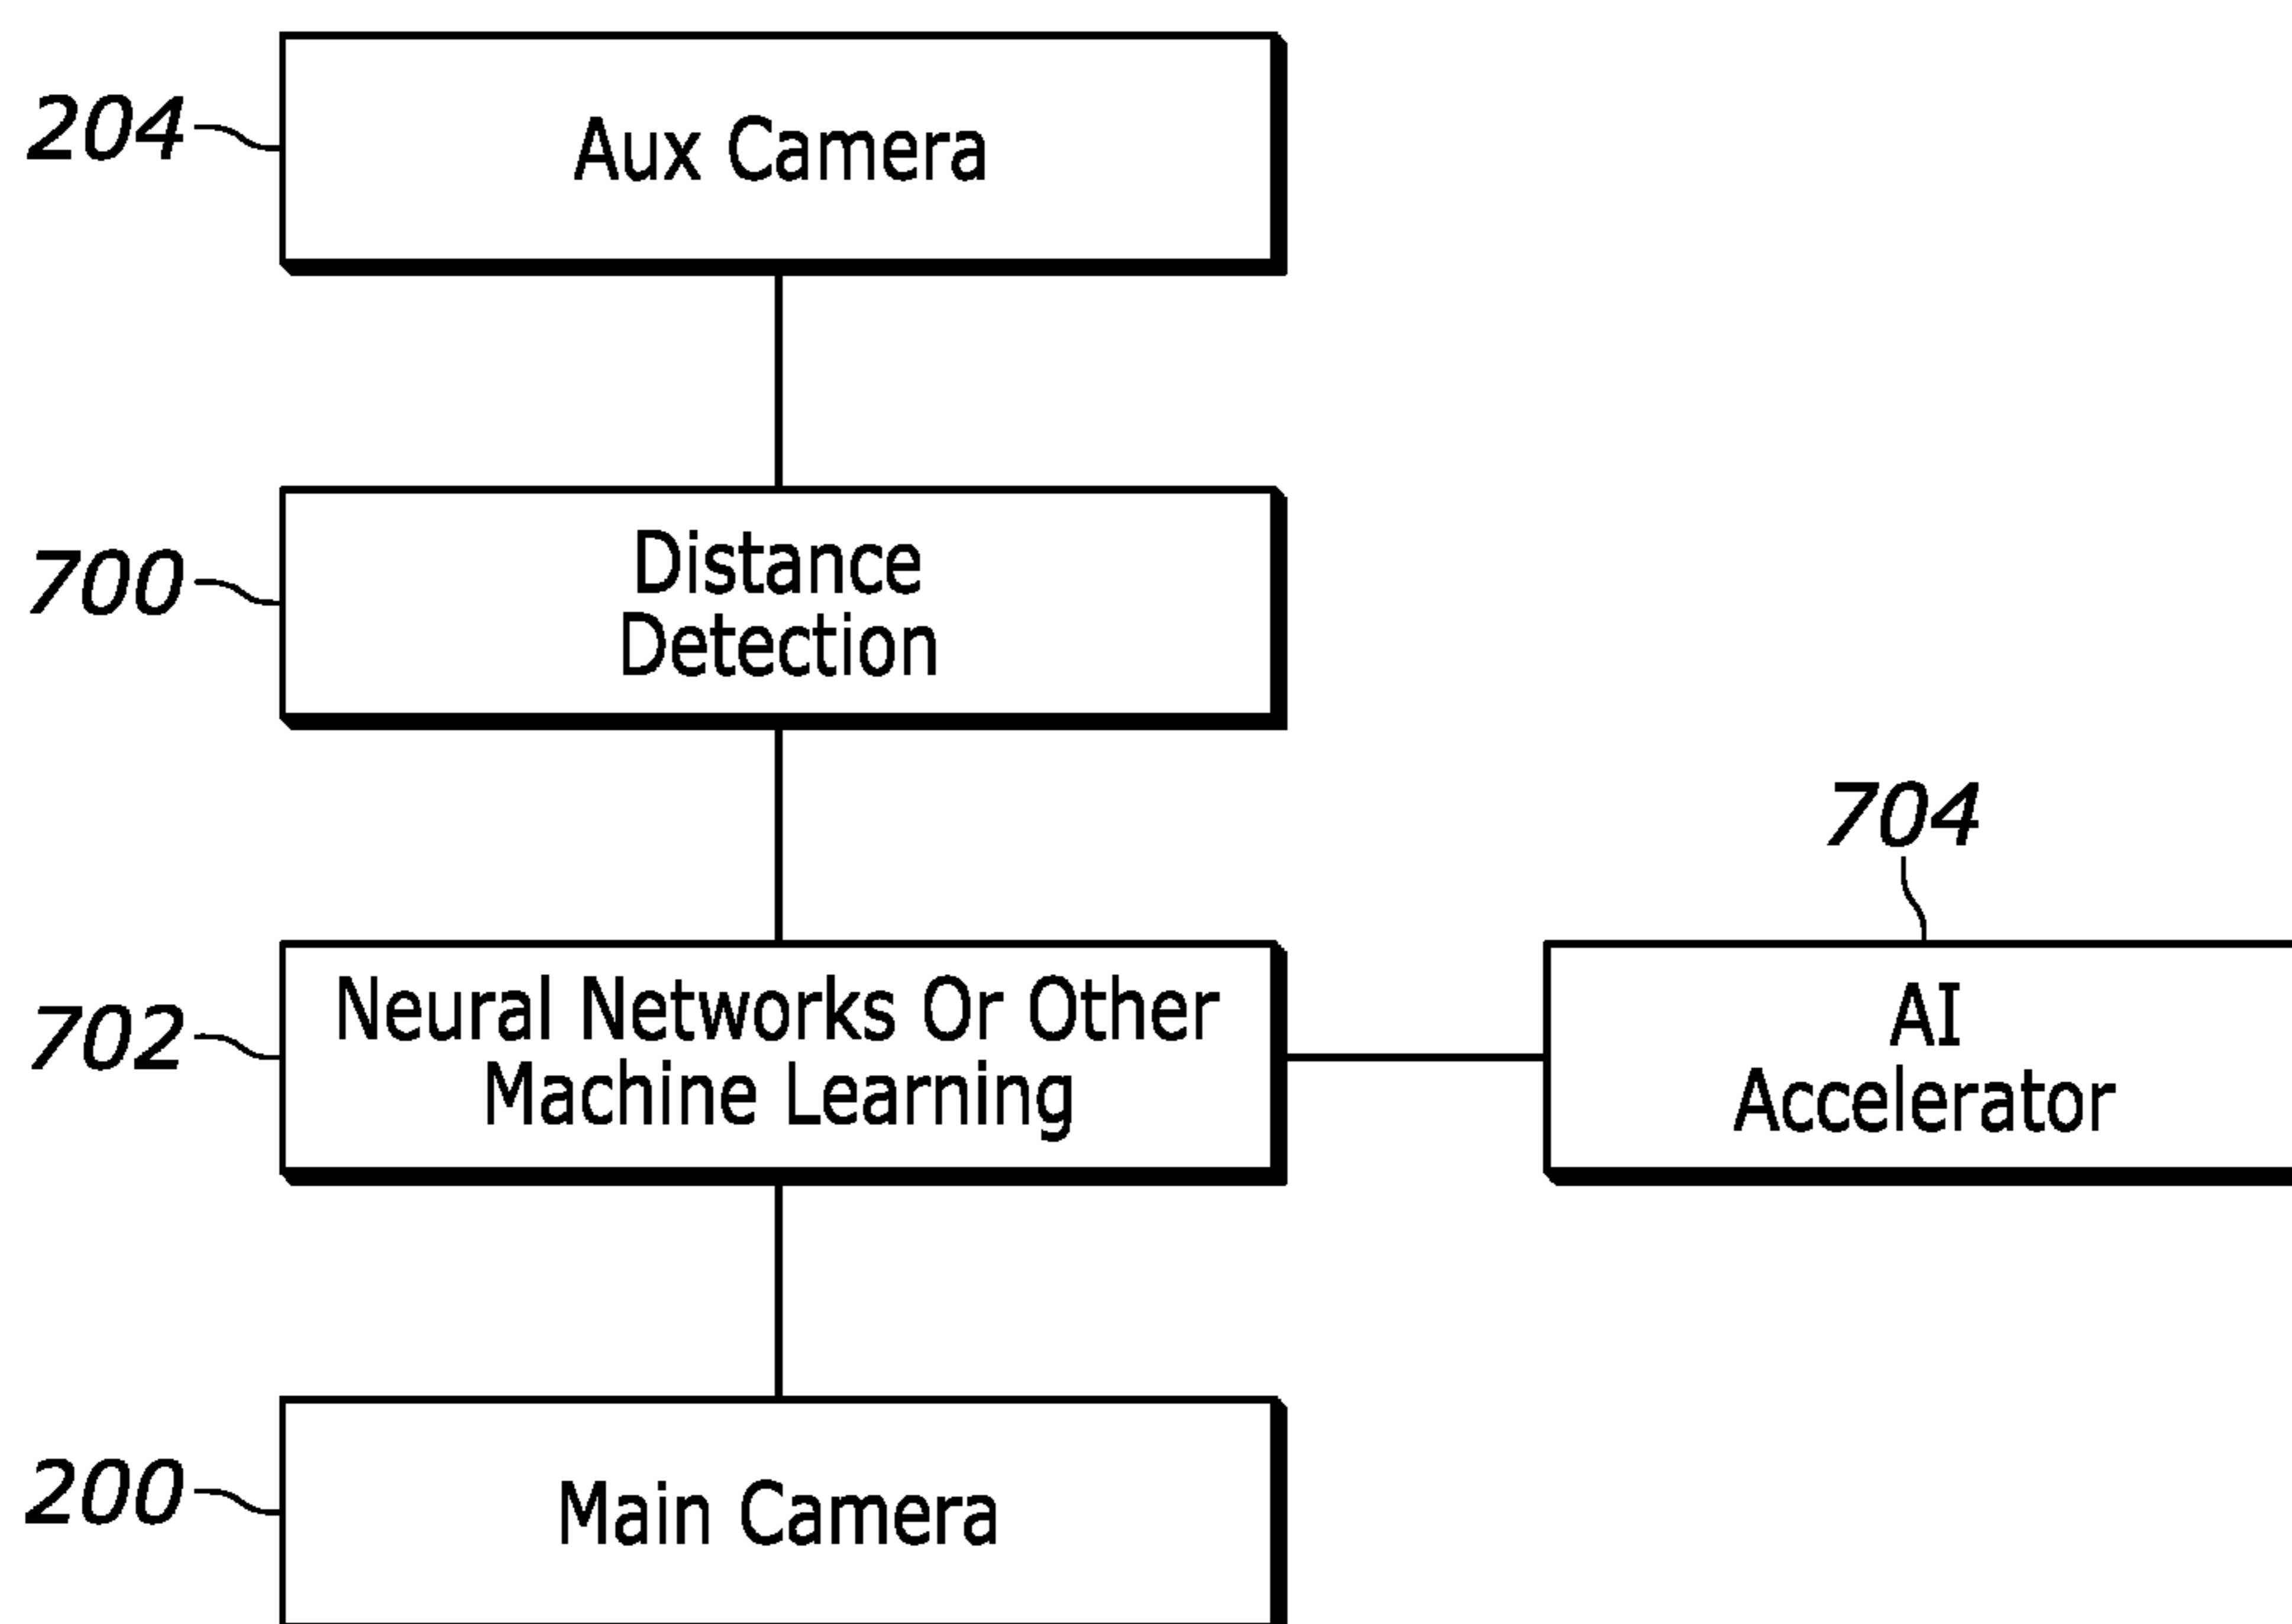 204
Aux Camera
700
Distance
Detection
702
Neural Networks Or Other
Machine Learning
704
AI
Accelerator
200
Main Camera